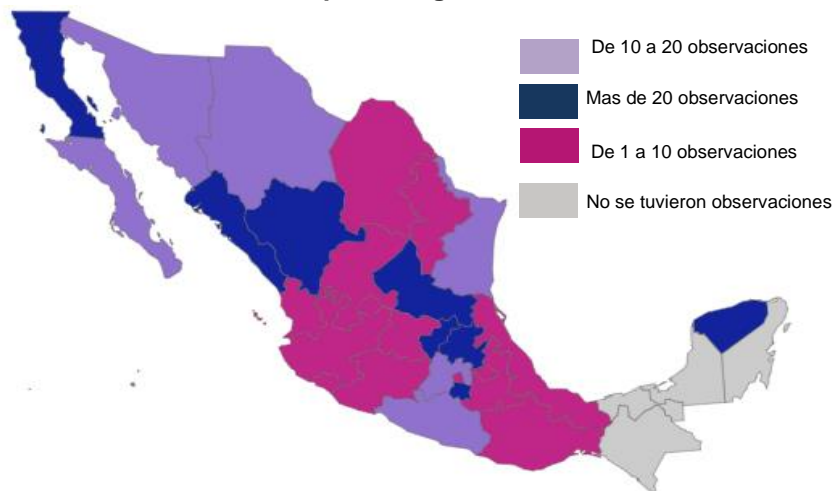 De 10 a 20 observaciones
Mas de 20 observaciones
De 1 a 10 observaciones
No se tuvieron observaciones